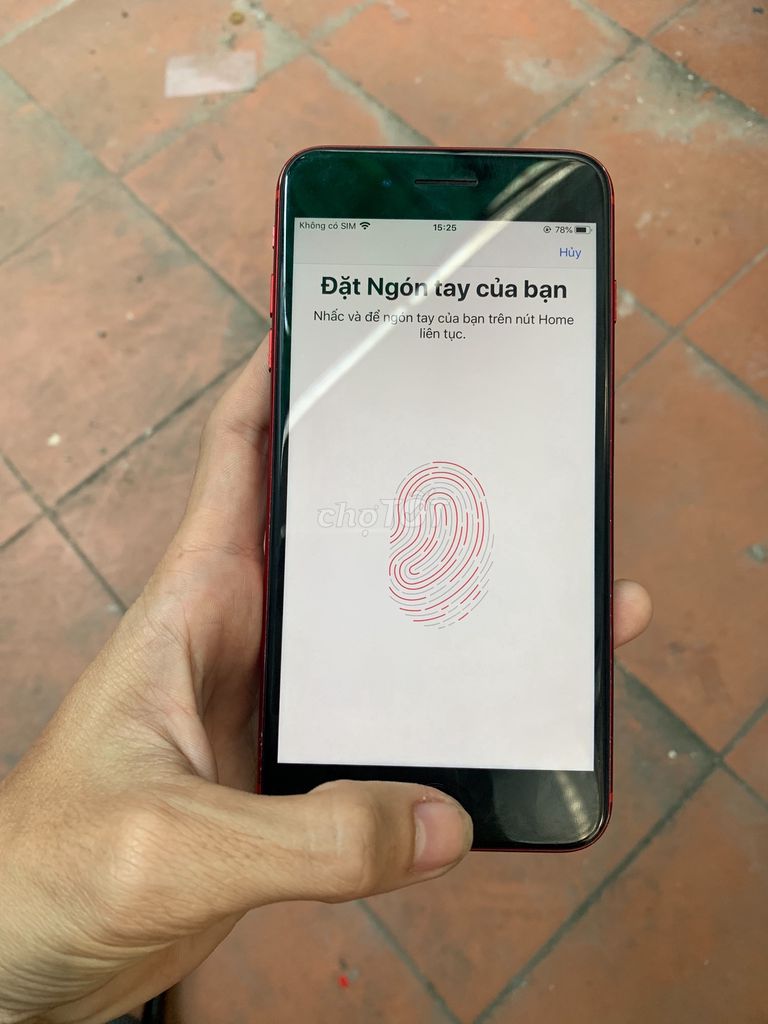 Không có SIM
15:25
78%
Hủy
Đặt Ngón tay của bạn
Nhấc và để ngón tay của bạn trên nút Home
liên tục.
chợTỐT